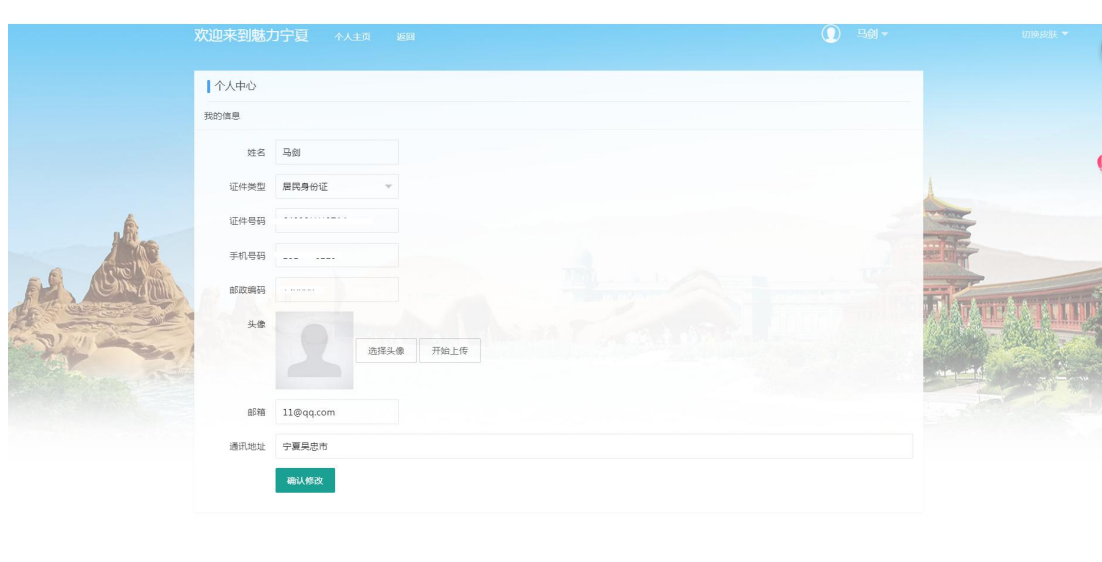 欢迎来到魅力宁夏 个人主页 返回 马剑 切换皮肤
个人中心
我的信息
姓名 马剑
证件类型 居民身份证
证件号码
手机号码
邮政编码
头像
选择头像 开始上传
邮箱 11@qq.com
通讯地址 宁夏吴忠市
确认修改